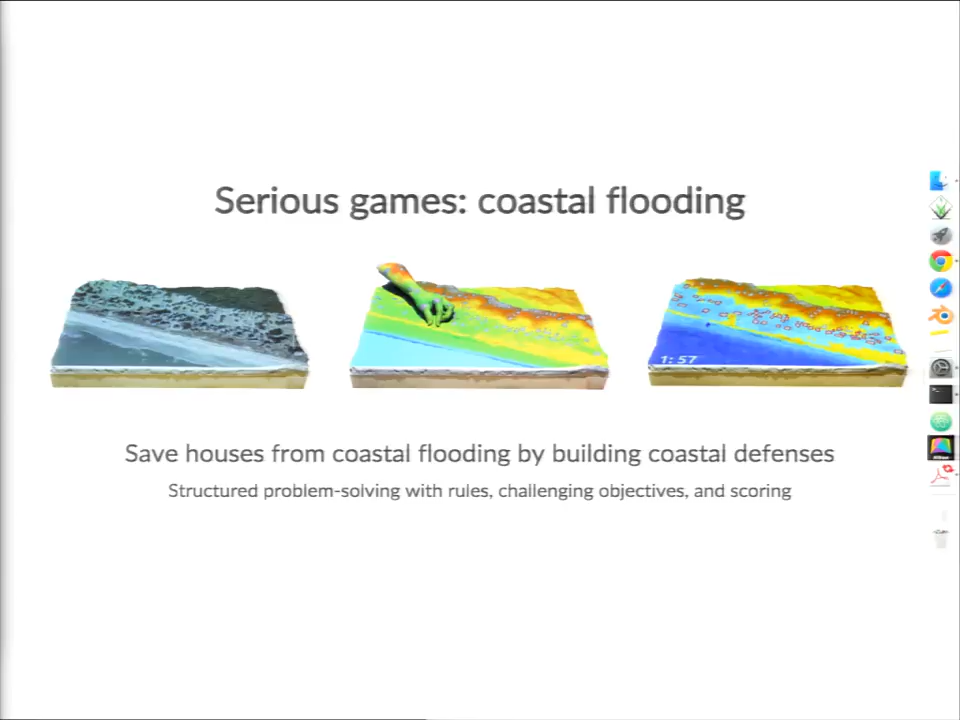 Serious games: coastal flooding
1: 57
Save houses from coastal flooding by building coastal defenses
Structured problem-solving with rules, challenging objectives, and scoring